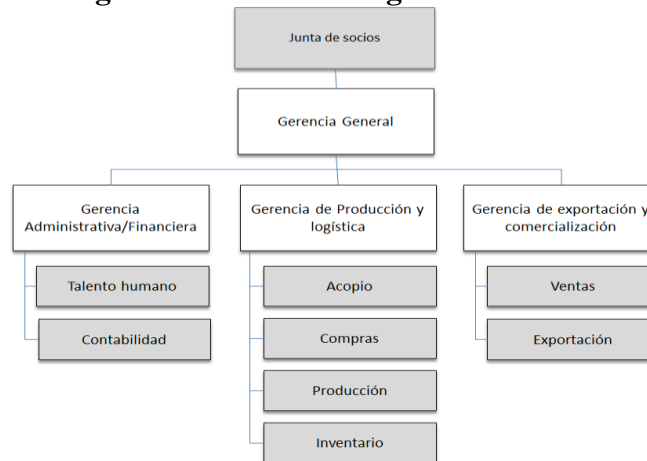 Junta de socios
Gerencia General
Gerencia
Administrativa/Financiera
Talento humano
Contabilidad
Gerencia de Producción y
logística
Acopio
Compras
Producción
Inventario
Gerencia de exportación y
comercialización
Ventas
Exportación